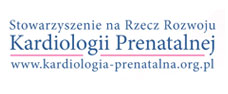 Stowarzyszenie na Rzecz Rozwoju
Kardiologii Prenatalnej
www.kardiologia-prenatalna.org.pl